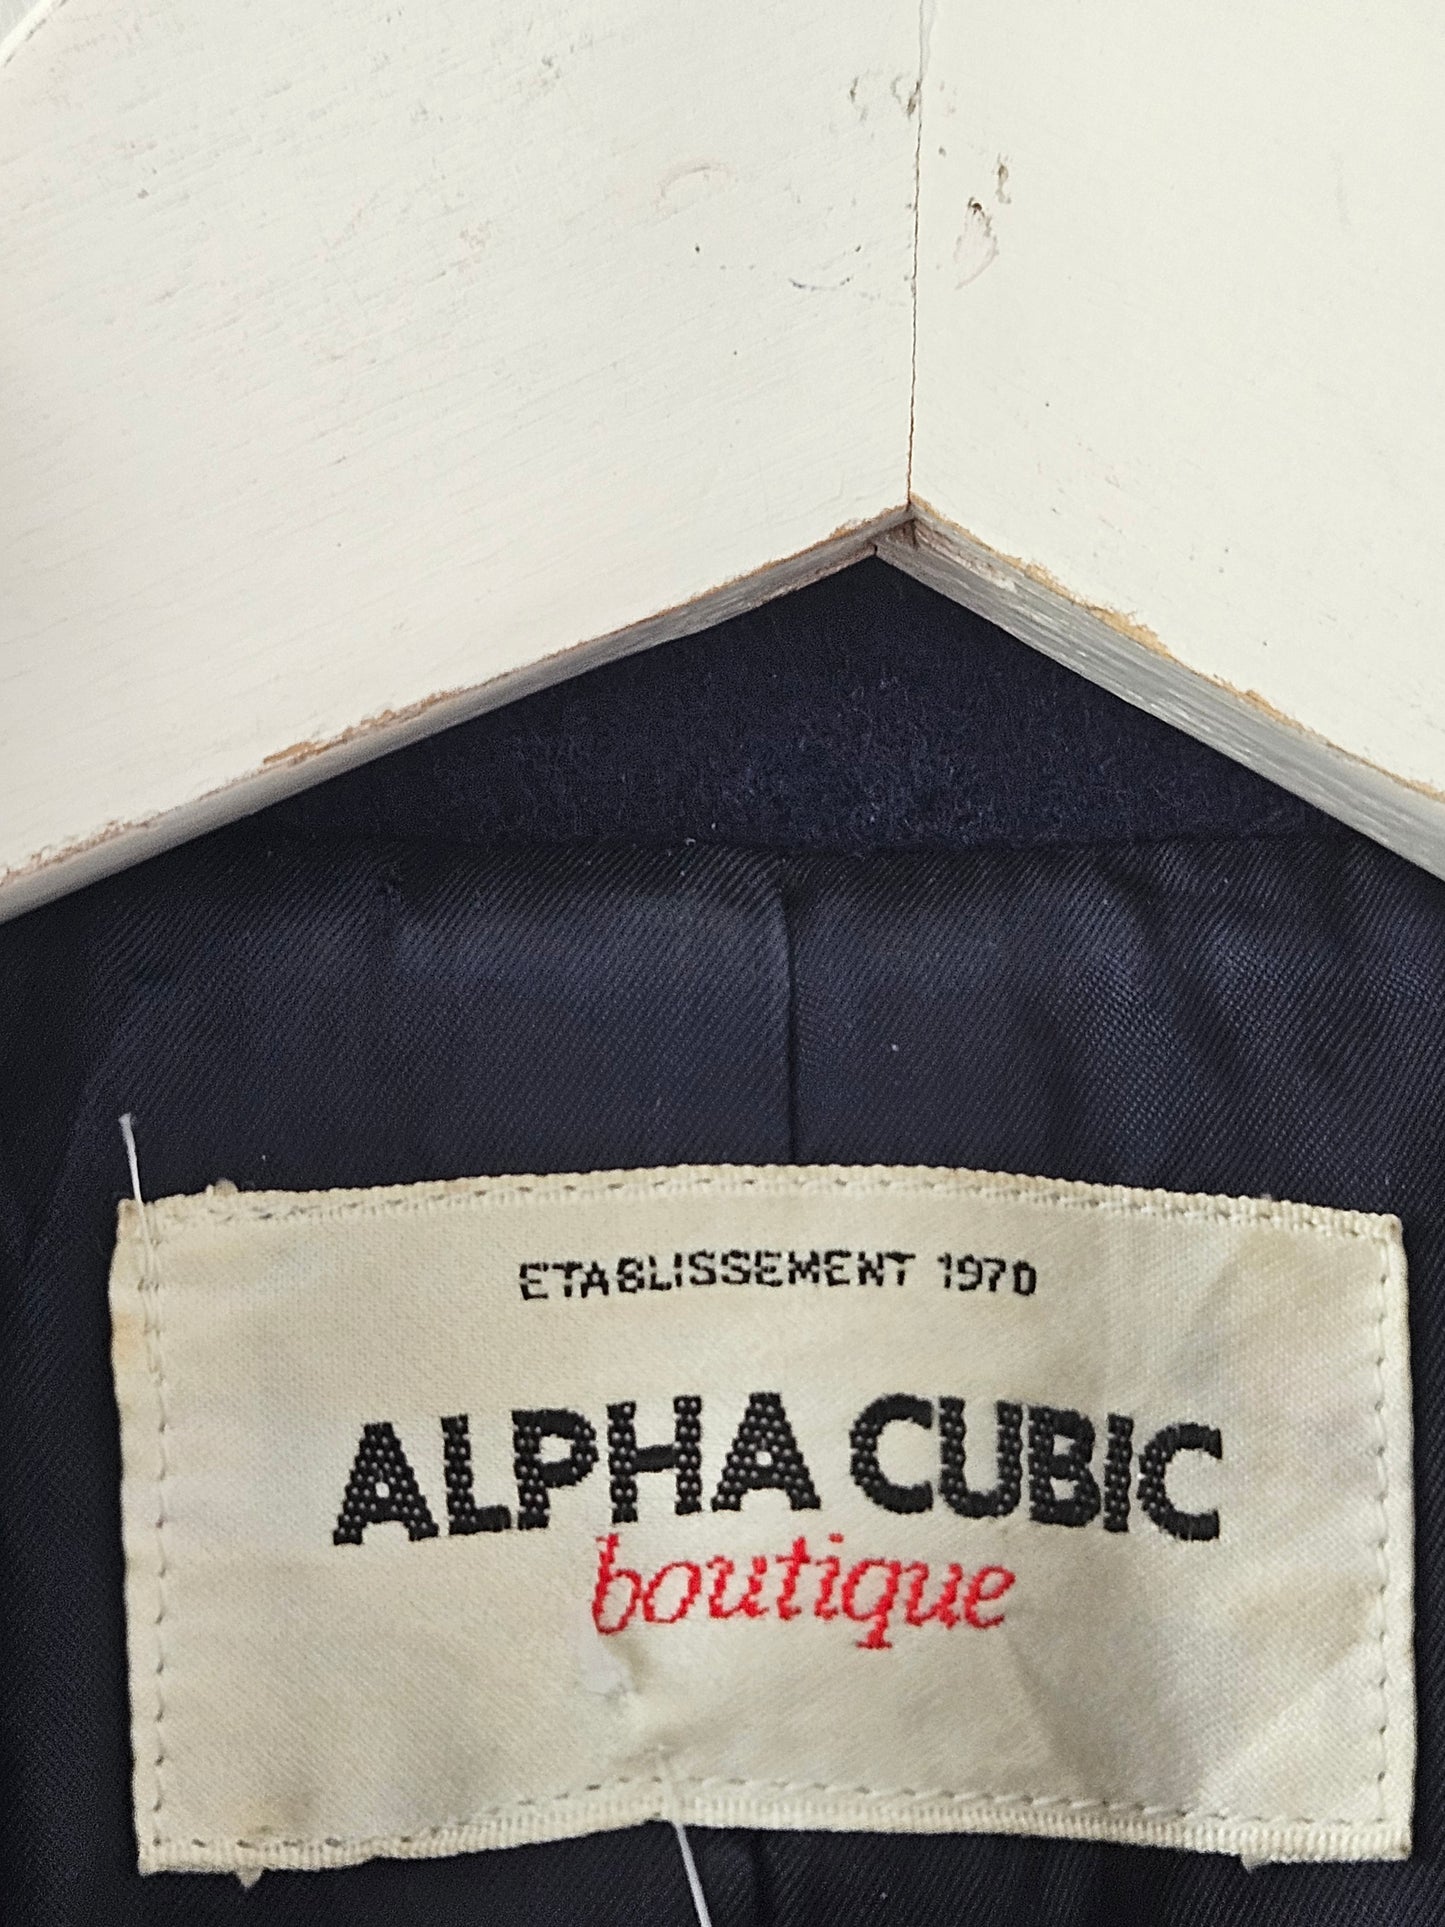 ETABLISSEMENT 1970
ALPHA CUBIC
boutique